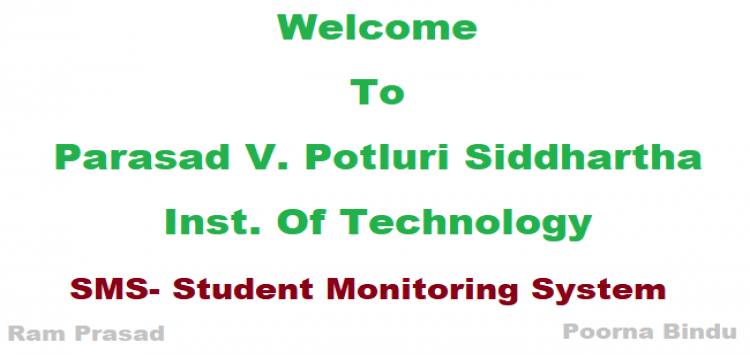 Welcome
To
Parasad V. Potluri Siddhartha
Inst. Of Technology
SMS- Student Monitoring System
Ram Prasad
Poorna Bindu